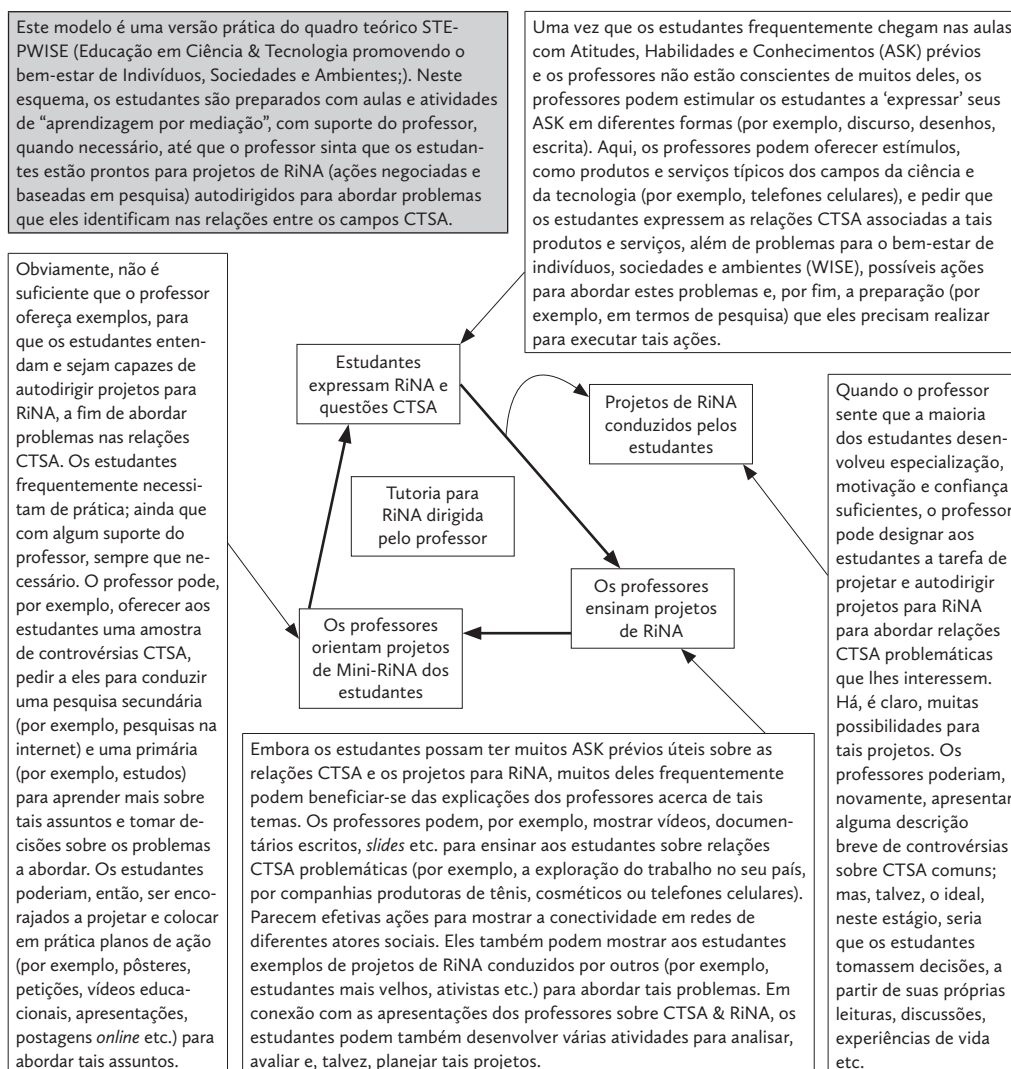 Este modelo é uma versão prática do quadro teórico STE-
PWISE (Educação em Ciência & Tecnologia promovendo o
bem-estar de Indivíduos, Sociedades e Ambientes;). Neste
esquema, os estudantes são preparados com aulas e atividades
de “aprendizagem por mediação”, com suporte do professor,
quando necessário, até que o professor sinta que os estudan-
tes estão prontos para projetos de RiNA (ações negociadas e
baseadas em pesquisa) autodirigidos para abordar problemas
que eles identificam nas relações entre os campos CTSA.
Uma vez que os estudantes frequentemente chegam nas aulas
com Atitudes, Habilidades e Conhecimentos (ASK) prévios
e os professores não estão conscientes de muitos deles, os
professores podem estimular os estudantes a ‘expressar’ seus
ASK em diferentes formas (por exemplo, discurso, desenhos,
escrita). Aqui, os professores podem oferecer estímulos,
como produtos e serviços típicos dos campos da ciência e
da tecnologia (por exemplo, telefones celulares), e pedir que
os estudantes expressem as relações CTSA associadas a tais
produtos e serviços, além de problemas para o bem-estar de
indivíduos, sociedades e ambientes (WISE), possíveis ações
para abordar estes problemas e, por fim, a preparação (por
exemplo, em termos de pesquisa) que eles precisam realizar
para executar tais ações.
Obviamente, não é
suficiente que o professor
ofereça exemplos, para
que os estudantes enten-
dam e sejam capazes de
autodirigir projetos para
RiNA, a fim de abordar
problemas nas relações
CTSA. Os estudantes
frequentemente necessi-
tam de prática; ainda que
com algum suporte do
professor, sempre que ne-
cessário. O professor pode,
por exemplo, oferecer aos
estudantes uma amostra
de controvérsias CTSA,
pedir a eles para conduzir
uma pesquisa secundária
(por exemplo, pesquisas na
internet) e uma primária
(por exemplo, estudos)
para aprender mais sobre
tais assuntos e tomar de-
cisões sobre os problemas
a abordar. Os estudantes
poderiam, então, ser enco-
rajados a projetar e colocar
em prática planos de ação
(por exemplo, pôsteres,
petições, vídeos educa-
cionais, apresentações,
postagens online etc.) para
abordar tais assuntos.
Estudantes
expressam RiNA e
questões CTSA
Projetos de RiNA
conduzidos pelos
estudantes
Tutoria para
RiNA dirigida
pelo professor
Os professores
ensinam projetos
de RiNA
Os professores
orientam projetos
de Mini-RiNA dos
estudantes
Quando o professor
sente que a maioria
dos estudantes desen-
volveu especialização,
motivação e confiança
suficientes, o professor
pode designar aos
estudantes a tarefa de
projetar e autodirigir
projetos para RiNA
para abordar relações
CTSA problemáticas
que lhes interessem.
Há, é claro, muitas
possibilidades para
tais projetos. Os
professores poderiam,
novamente, apresentar
alguma descrição
breve de controvérsias
sobre CTSA comuns;
mas, talvez, o ideal,
neste estágio, seria
que os estudantes
tomassem decisões, a
partir de suas próprias
leituras, discussões,
experiências de vida
etc.
Embora os estudantes possam ter muitos ASK prévios úteis sobre as
relações CTSA e os projetos para RiNA, muitos deles frequentemente
podem beneficiar-se das explicações dos professores acerca de tais
temas. Os professores podem, por exemplo, mostrar vídeos, documen-
tários escritos, slides etc. para ensinar aos estudantes sobre relações
CTSA problemáticas (por exemplo, a exploração do trabalho no seu país,
por companhias produtoras de tênis, cosméticos ou telefones celulares).
Parecem efetivas ações para mostrar a conectividade em redes de
diferentes atores sociais. Eles também podem mostrar aos estudantes
exemplos de projetos de RiNA conduzidos por outros (por exemplo,
estudantes mais velhos, ativistas etc.) para abordar tais problemas. Em
conexão com as apresentações dos professores sobre CTSA & RiNA, os
estudantes podem também desenvolver várias atividades para analisar,
avaliar e, talvez, planejar tais projetos.